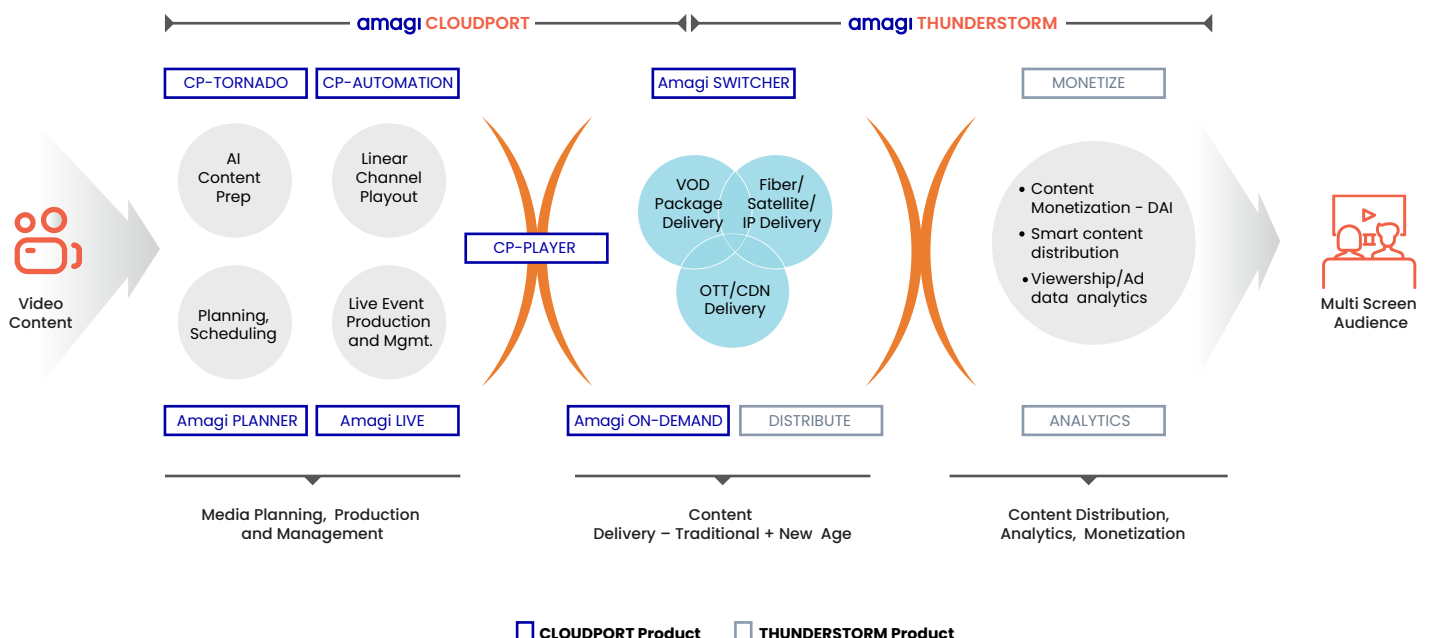 amagi CLOUDPORT
amagi THUNDERSTORM
CP-TORNADO
CP-AUTOMATION
Amagi SWITCHER
MONETIZE
AI
Content
Prep
Linear
Channel
Playout
VOD
Package
Delivery
Fiber/
Satellite/
IP Delivery
• Content
Monetization - DAI
• Smart content
distribution
• Viewership/Ad
data analytics
CP-PLAYER
Video
Content
Planning,
Scheduling
Live Event
Production
and Mgmt.
OTT/CDN
Delivery
Multi Screen
Audience
Amagi PLANNER
Amagi LIVE
Amagi ON-DEMAND
DISTRIBUTE
ANALYTICS
Media Planning, Production
and Management
Content
Delivery – Traditional + New Age
Content Distribution,
Analytics, Monetization
CLOUDPORT Product
THUNDERSTORM Product